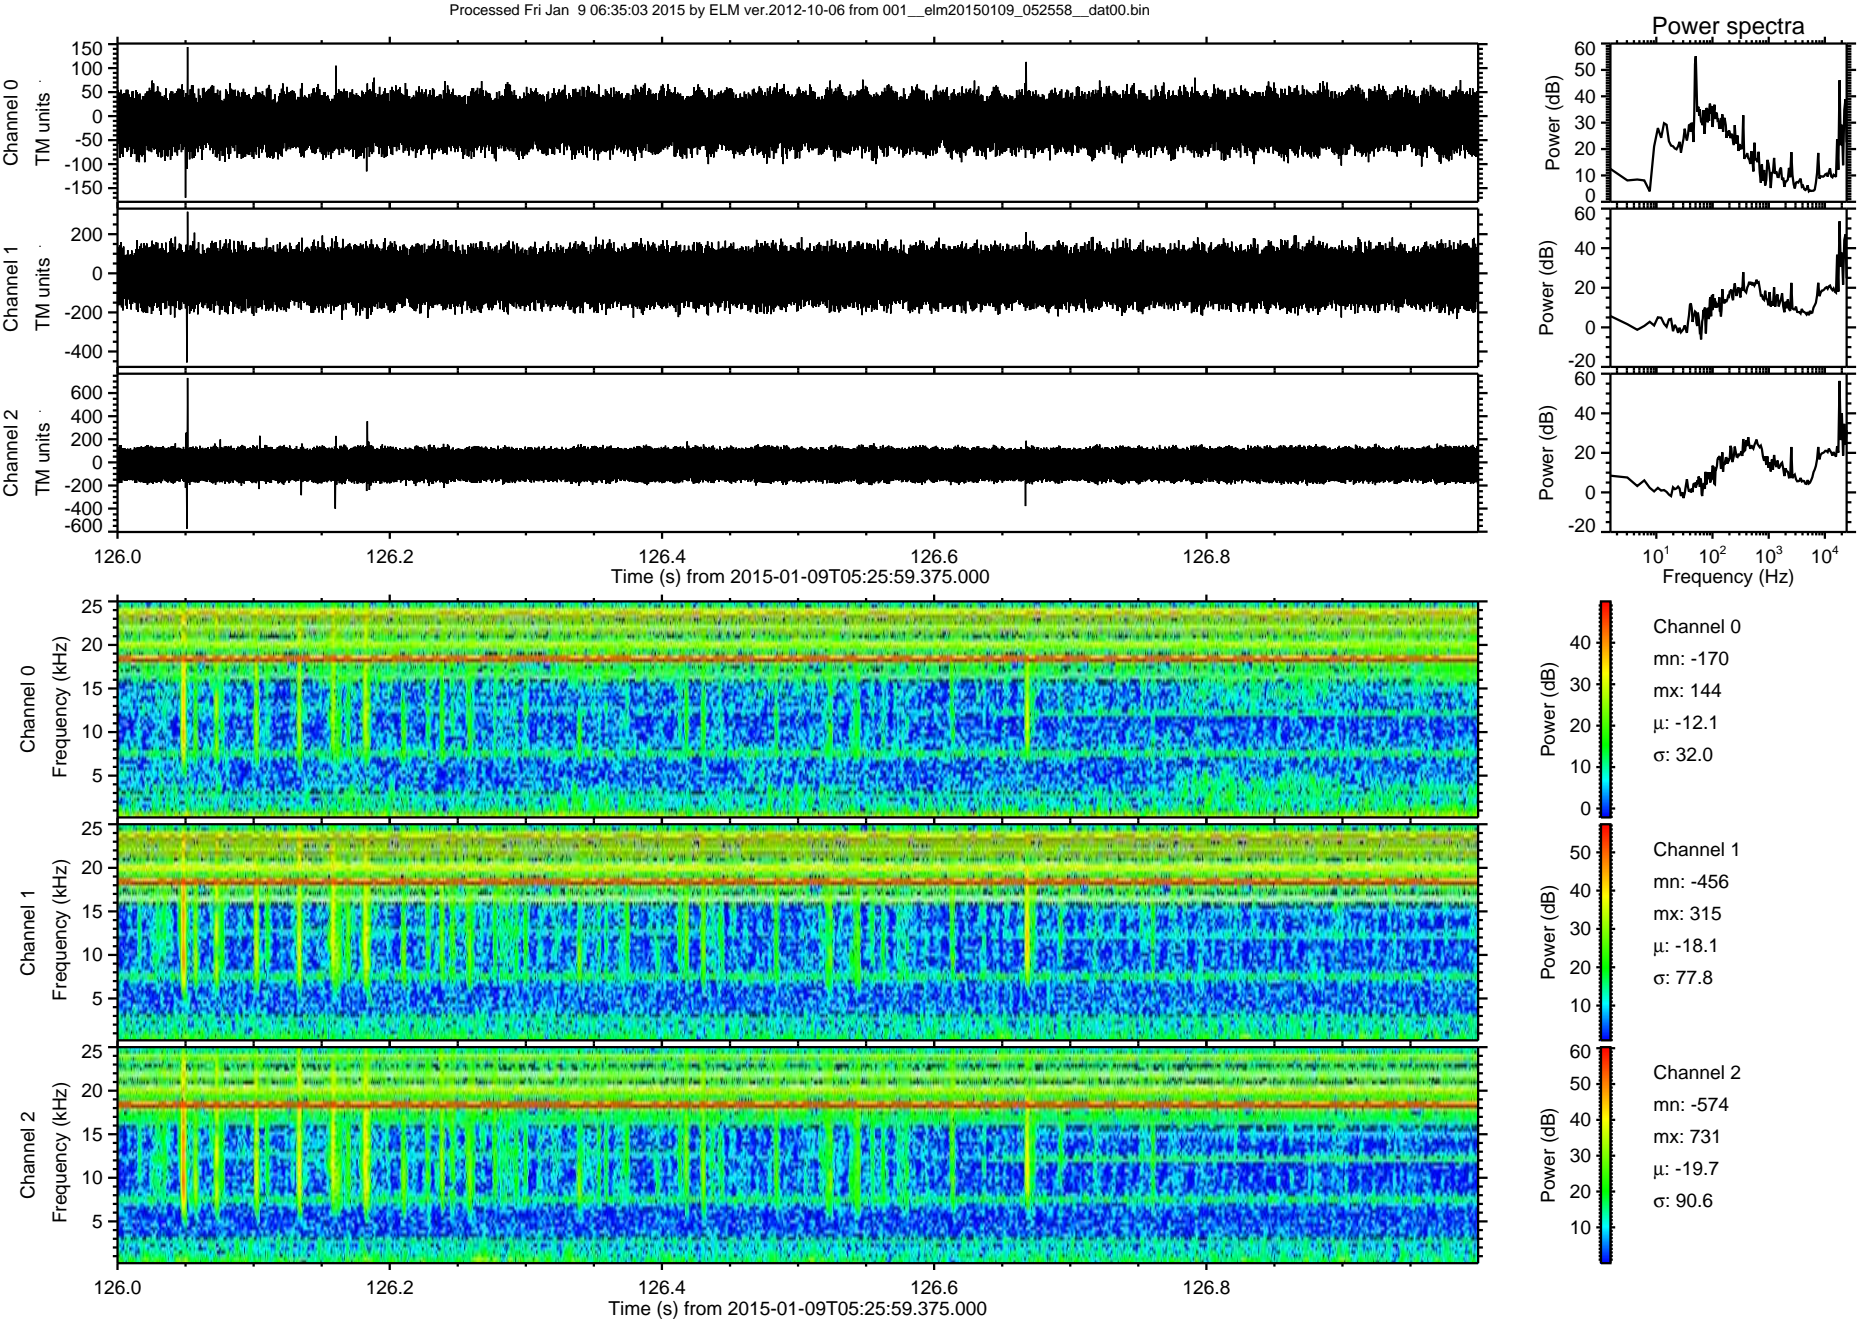 Processed Fri Jan  9 06:35:03 2015 by ELM ver.2012-10-06 from 001__elm20150109_052558__dat00.bin
Power spectra
Channel 0
TM units
150
100
50
0
-50
-100
-150
Power (dB)
60
50
40
30
20
10
0
Channel 1
TM units
200
0
-200
-400
Power (dB)
60
40
20
0
-20
Channel 2
TM units
600
400
200
0
-200
-400
-600
Power (dB)
60
40
20
0
-20
126.0 126.2 126.4 126.6 126.8
Time (s) from 2015-01-09T05:25:59.375.000
10^1 10^2 10^3 10^4
Frequency (Hz)
Channel 0
Frequency (kHz)
25
20
15
10
5
Power (dB)
40
30
20
10
0
Channel 0
mn: -170
mx: 144
μ: -12.1
σ: 32.0
Channel 1
Frequency (kHz)
25
20
15
10
5
Power (dB)
50
40
30
20
10
Channel 1
mn: -456
mx: 315
μ: -18.1
σ: 77.8
Channel 2
Frequency (kHz)
25
20
15
10
5
Power (dB)
60
50
40
30
20
10
Channel 2
mn: -574
mx: 731
μ: -19.7
σ: 90.6
126.0 126.2 126.4 126.6 126.8
Time (s) from 2015-01-09T05:25:59.375.000